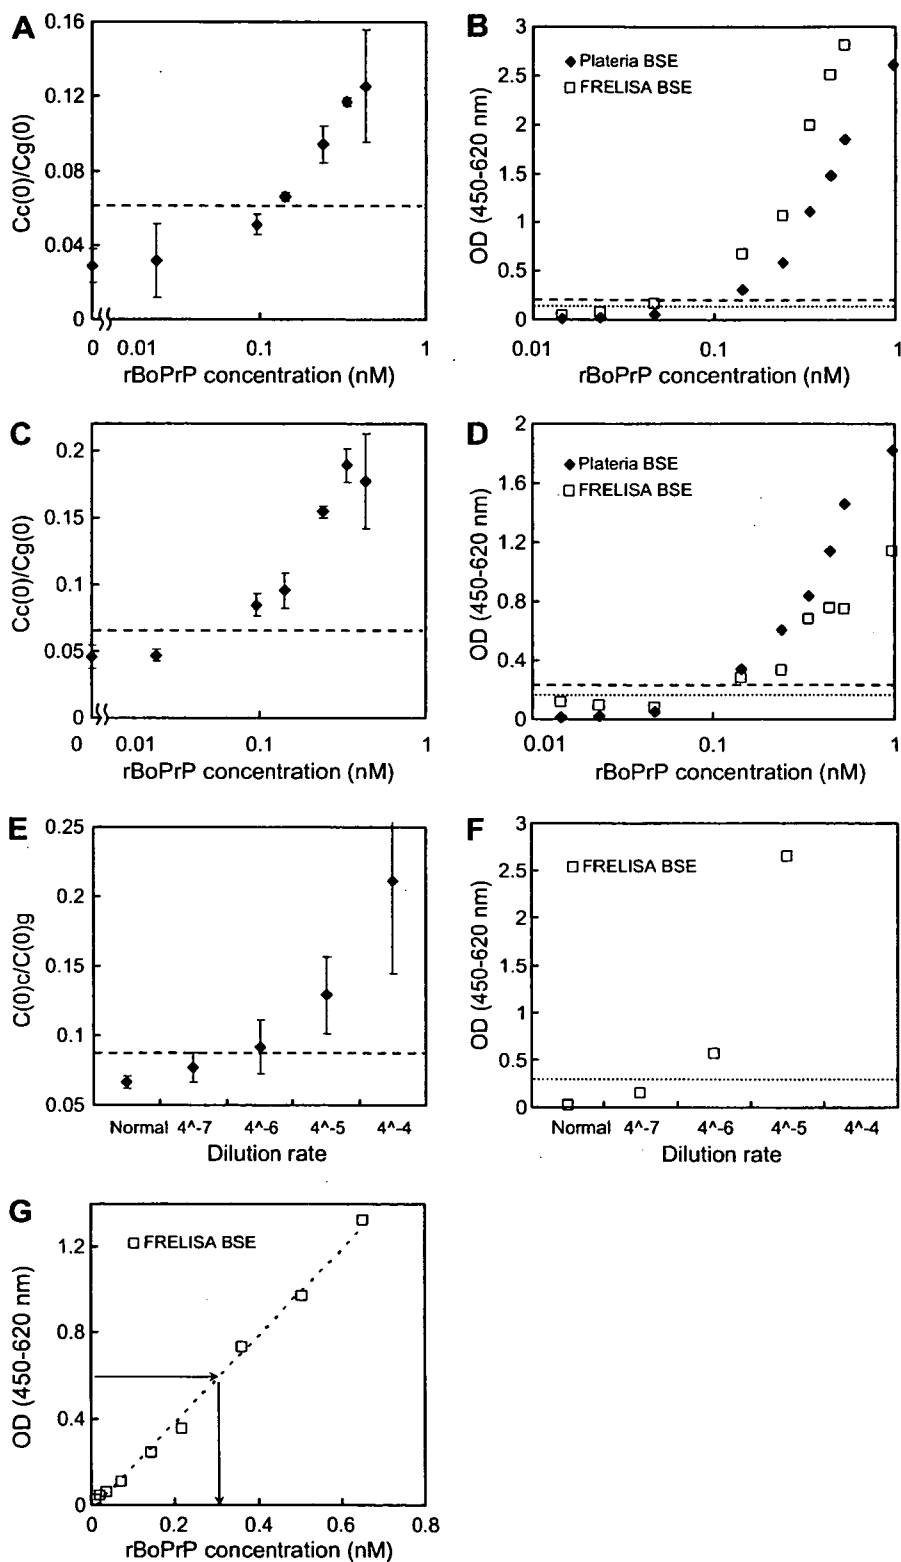 A
0.16
0.12
0.08
0.04
0
Cc(0)/Cg(0)
0 0.01 0.1 1
rBoPrP concentration (nM)
B
3
2.5
2
1.5
1
0.5
0
OD (450-620 nm)
Plateria BSE
FRELISA BSE
0.01 0.1 1
rBoPrP concentration (nM)
C
0.2
0.15
0.1
0.05
0
Cc(0)/Cg(0)
0 0.01 0.1 1
rBoPrP concentration (nM)
D
2
1.6
1.2
0.8
0.4
0
OD (450-620 nm)
Plateria BSE
FRELISA BSE
0.01 0.1 1
rBoPrP concentration (nM)
E
0.25
0.2
0.15
0.1
0.05
C(0)c/C(0)g
Normal 4^-7 4^-6 4^-5 4^-4
Dilution rate
F
3
2.5
2
1.5
1
0.5
0
OD (450-620 nm)
FRELISA BSE
Normal 4^-7 4^-6 4^-5 4^-4
Dilution rate
G
1.2
0.8
0.4
0
OD (450-620 nm)
FRELISA BSE
0 0.2 0.4 0.6 0.8
rBoPrP concentration (nM)